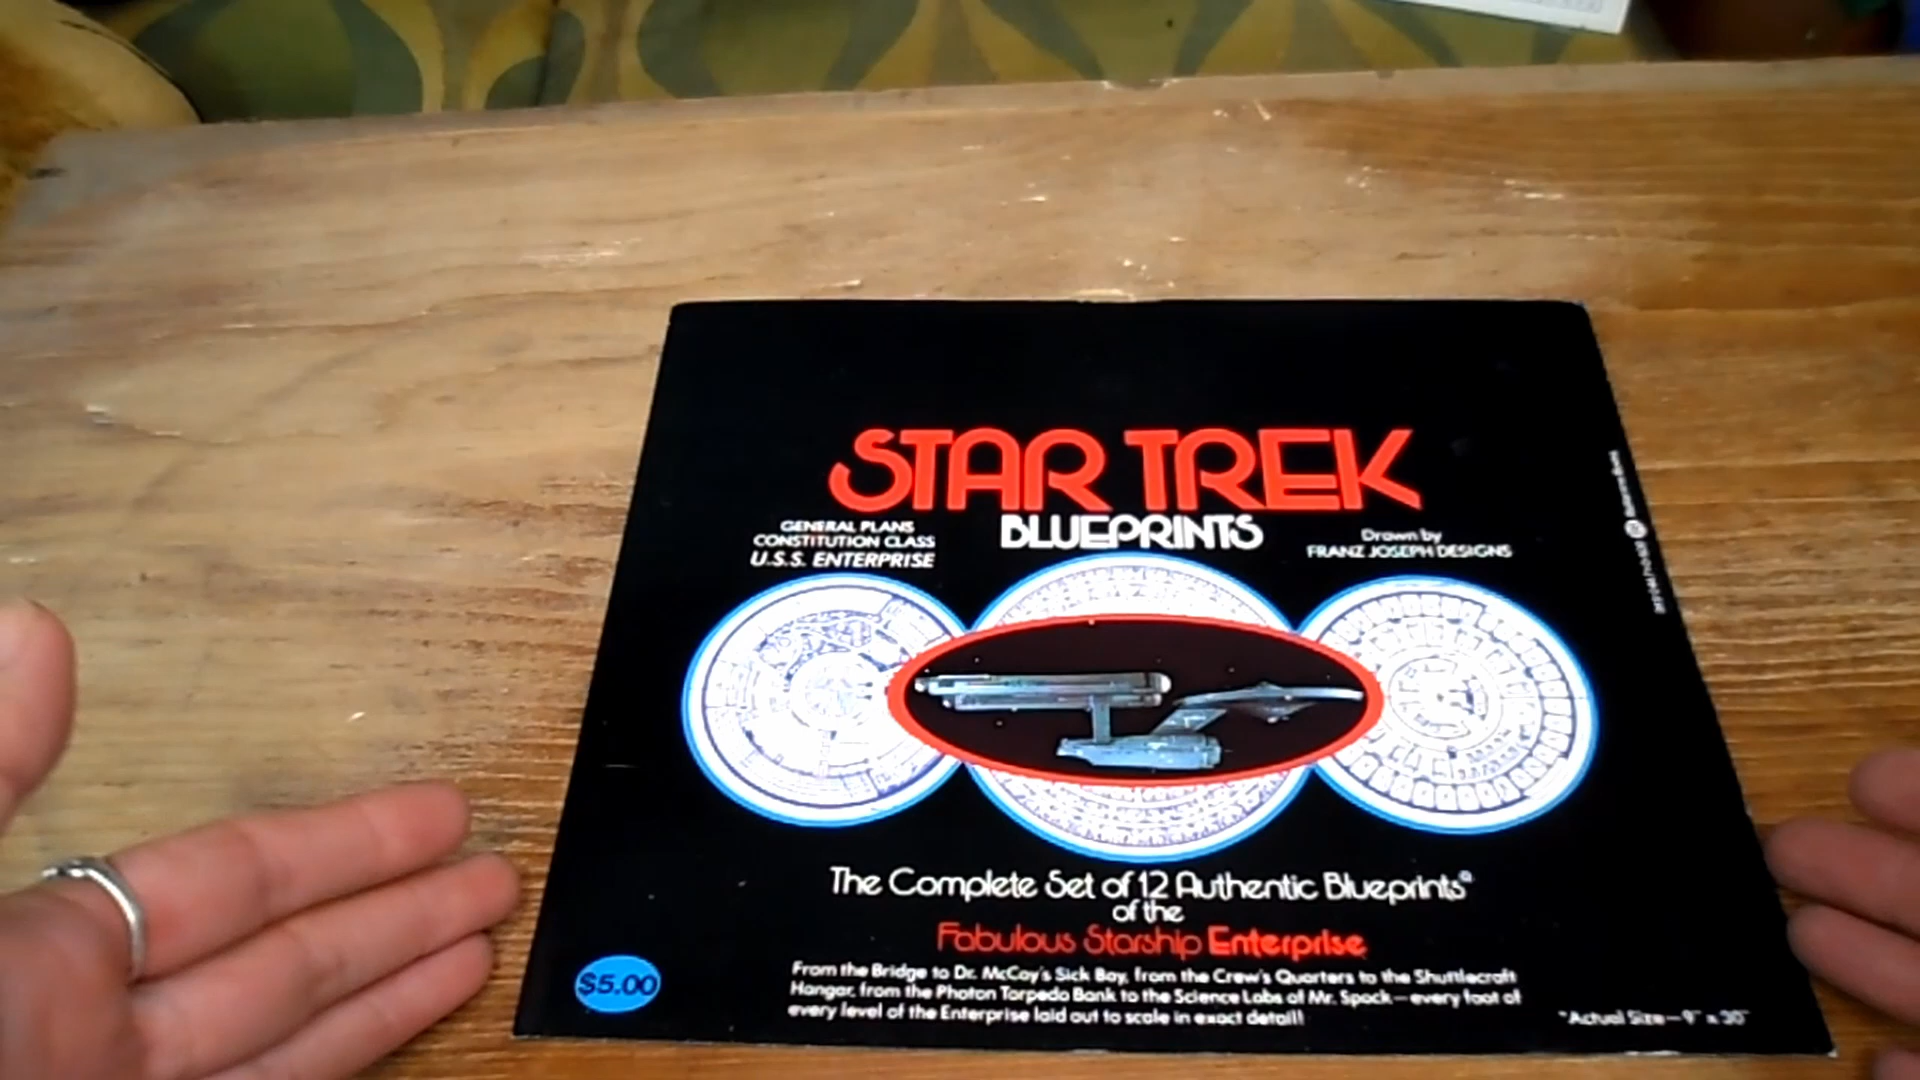 STAR TREK
BLUEPRINTS
GENERAL PLANS
CONSTITUTION CLASS
U.S.S. ENTERPRISE
Drawn by
FRANZ JOSEPH DESIGNS
The Complete Set of 12 Authentic Blueprints*
of the
Fabulous Starship Enterprise
From the Bridge to Dr. McCoy's Sick Bay, from the Crew's Quarters to the Shuttlecraft
Hangar, from the Photon Torpedo Bank to the Science Labs of Mr. Spock—every foot of
every level of the Enterprise laid out to scale in exact detail!
$5.00
*Actual Size—9" x 30"